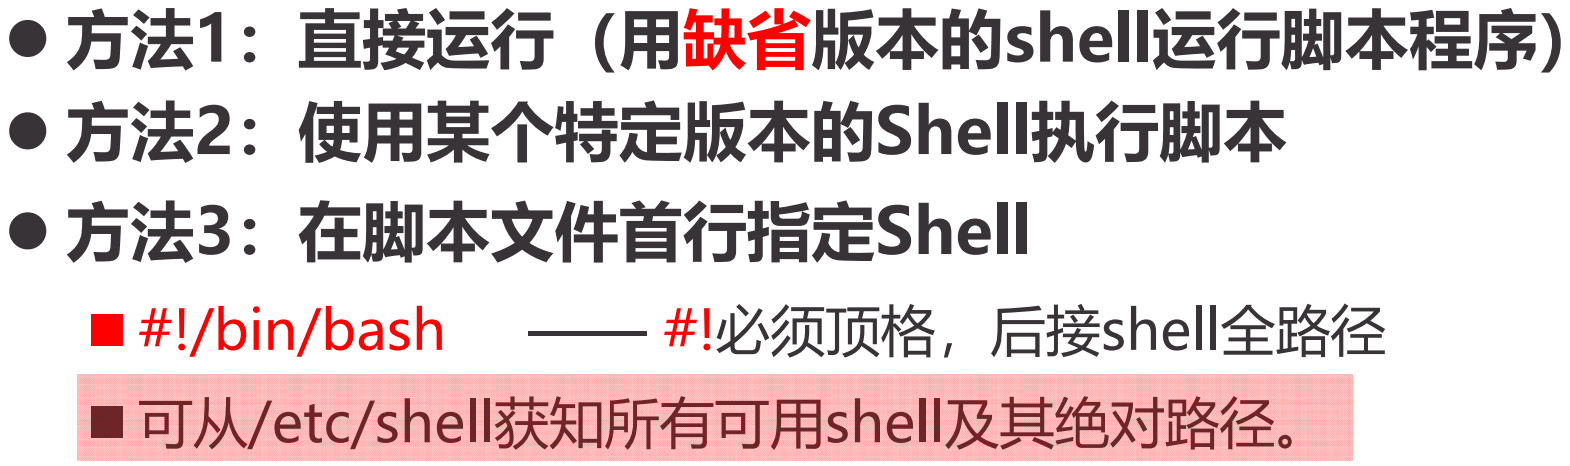 ● 方法1：直接运行（用缺省版本的shell运行脚本程序）
● 方法2：使用某个特定版本的Shell执行脚本
● 方法3：在脚本文件首行指定Shell
■ #!/bin/bash —— #!必须顶格，后接shell全路径
■ 可从/etc/shell获知所有可用shell及其绝对路径。